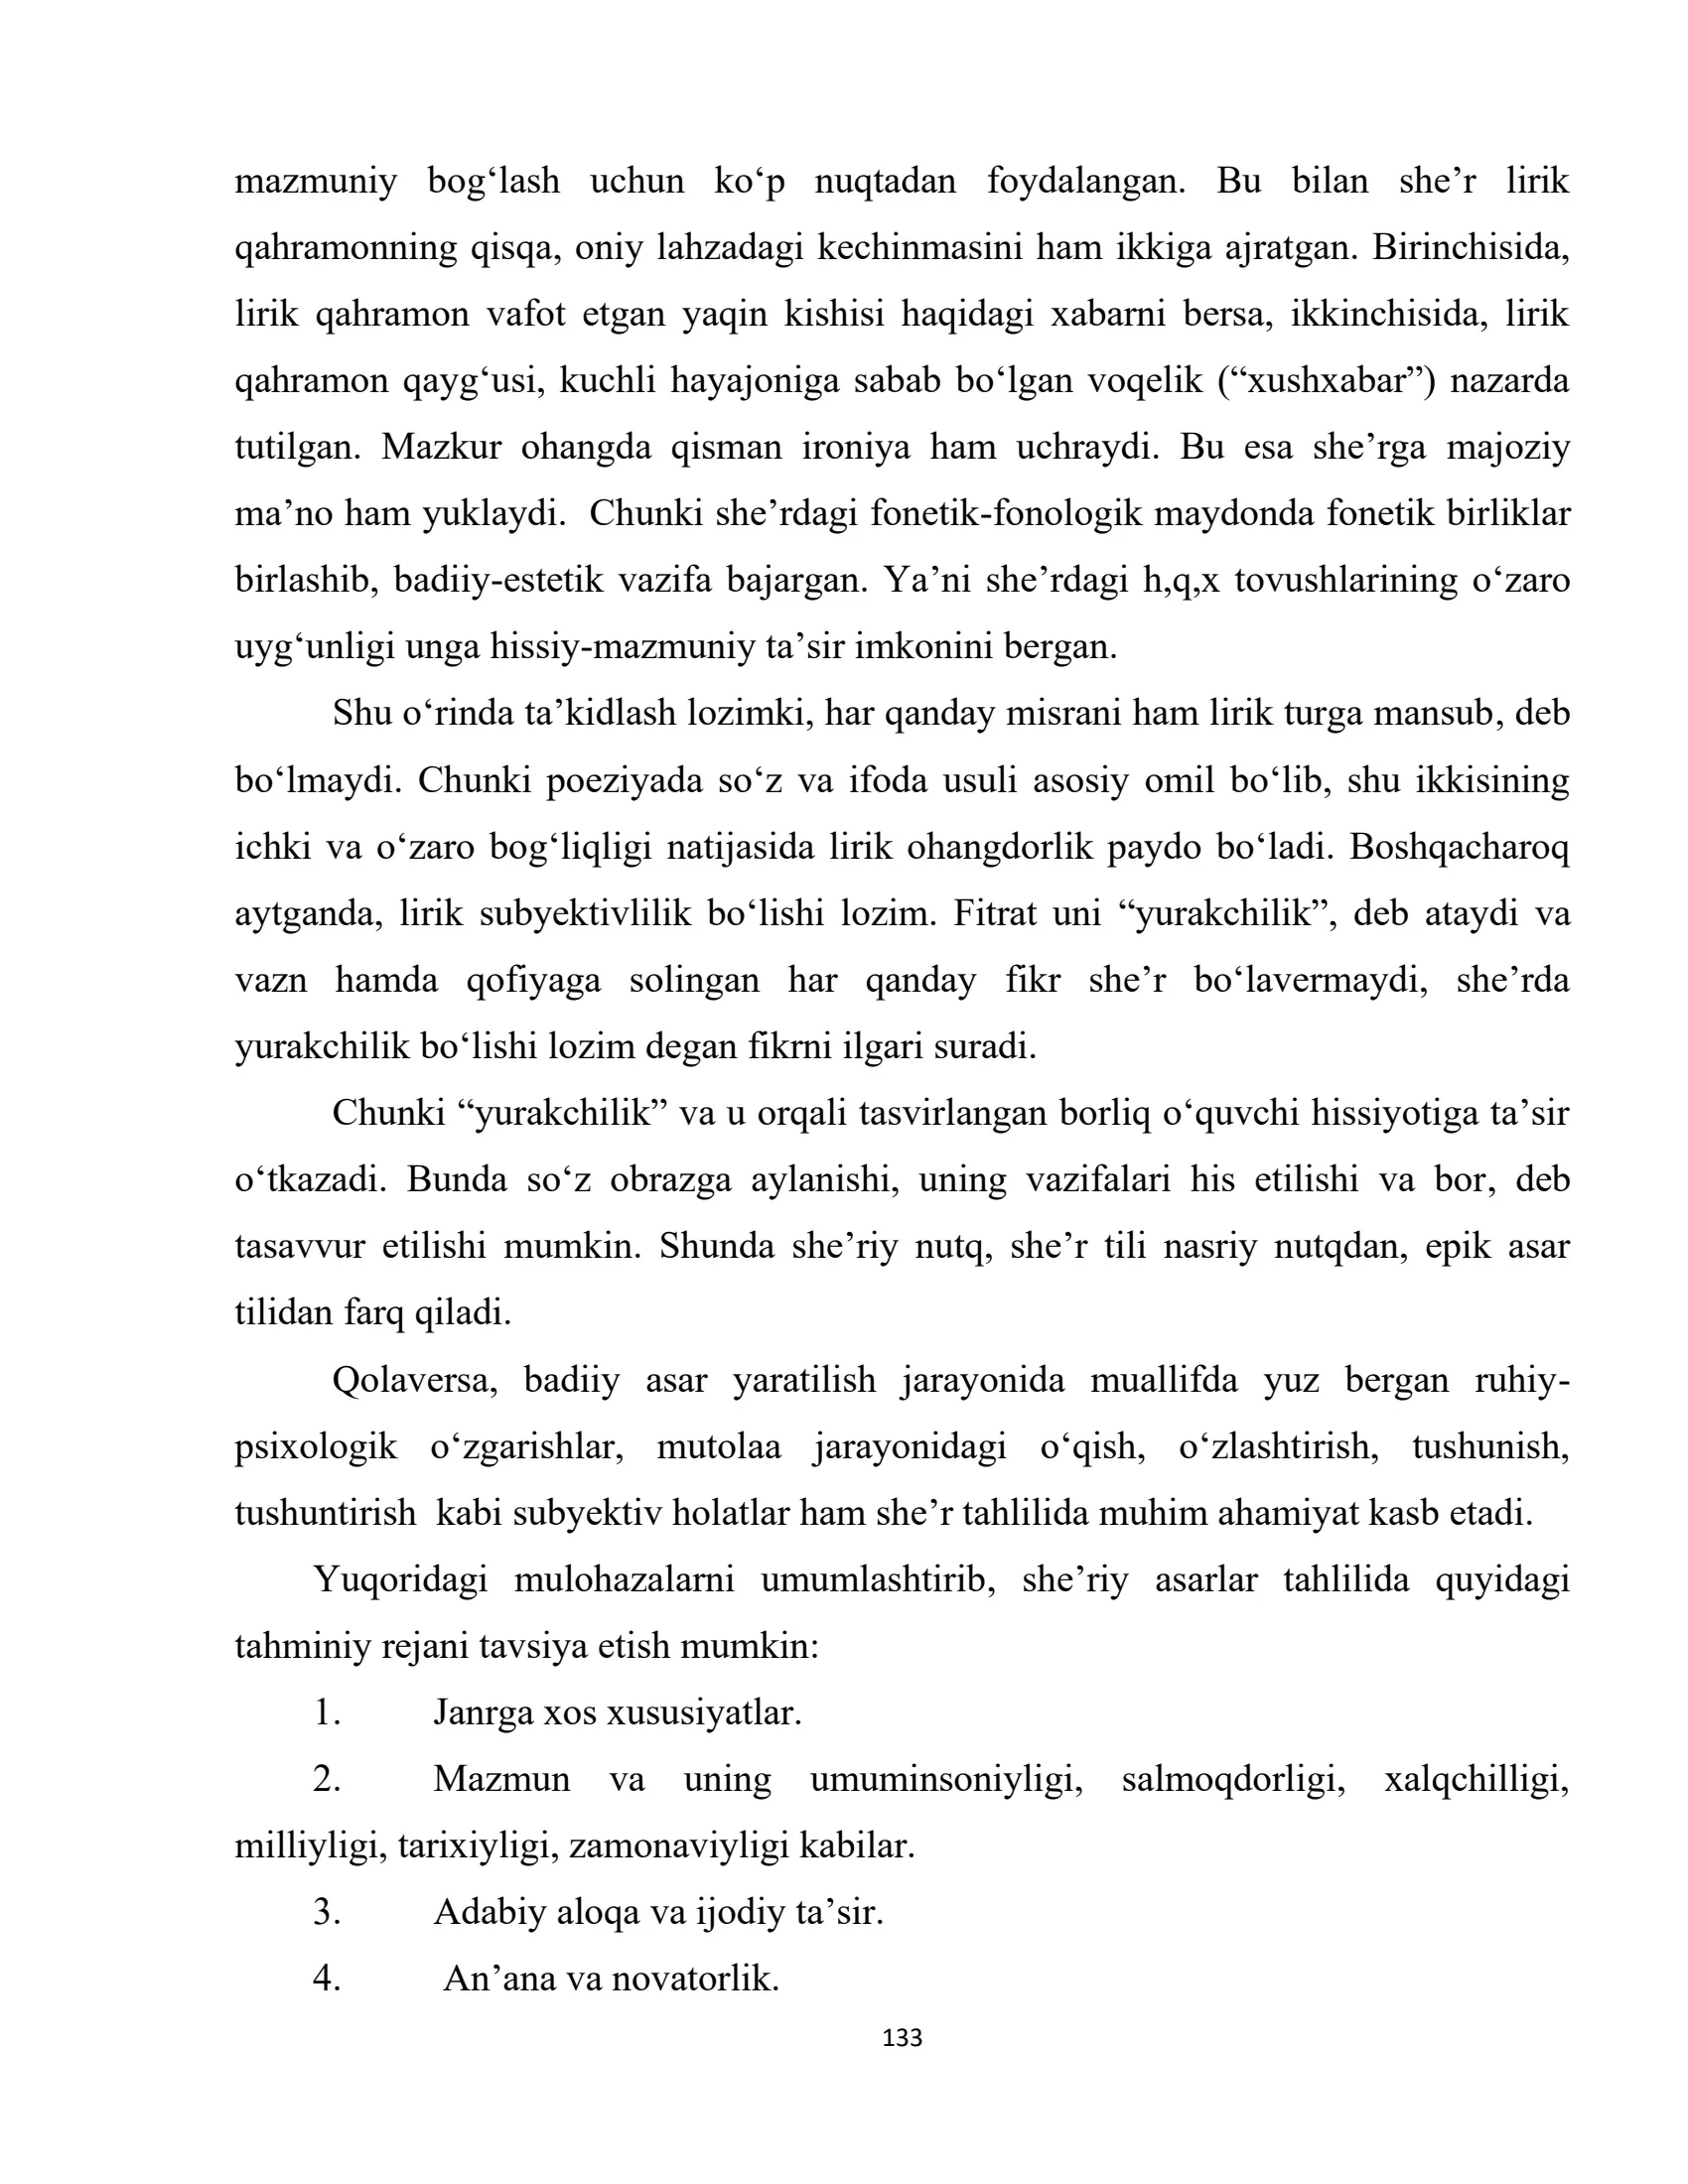 mazmuniy bog‘lash uchun ko‘p nuqtadan foydalangan. Bu bilan she’r lirik
qahramonning qisqa, oniy lahzadagi kechinmasini ham ikkiga ajratgan. Birinchisida,
lirik qahramon vafot etgan yaqin kishisi haqidagi xabarni bersa, ikkinchisida, lirik
qahramon qayg‘usi, kuchli hayajoniga sabab bo‘lgan voqelik (“xushxabar”) nazarda
tutilgan. Mazkur ohangda qisman ironiya ham uchraydi. Bu esa she’rga majoziy
ma’no ham yuklaydi.  Chunki she’rdagi fonetik-fonologik maydonda fonetik birliklar
birlashib, badiiy-estetik vazifa bajargan. Ya’ni she’rdagi h,q,x tovushlarining o‘zaro
uyg‘unligi unga hissiy-mazmuniy ta’sir imkonini bergan.
Shu o‘rinda ta’kidlash lozimki, har qanday misrani ham lirik turga mansub, deb
bo‘lmaydi. Chunki poeziyada so‘z va ifoda usuli asosiy omil bo‘lib, shu ikkisining
ichki va o‘zaro bog‘liqligi natijasida lirik ohangdorlik paydo bo‘ladi. Boshqacharoq
aytganda, lirik subyektivlilik bo‘lishi lozim. Fitrat uni “yurakchilik”, deb ataydi va
vazn hamda qofiyaga solingan har qanday fikr she’r bo‘lavermaydi, she’rda
yurakchilik bo‘lishi lozim degan fikrni ilgari suradi.
Chunki “yurakchilik” va u orqali tasvirlangan borliq o‘quvchi hissiyotiga ta’sir
o‘tkazadi. Bunda so‘z obrazga aylanishi, uning vazifalari his etilishi va bor, deb
tasavvur etilishi mumkin. Shunda she’riy nutq, she’r tili nasriy nutqdan, epik asar
tilidan farq qiladi.
Qolaversa, badiiy asar yaratilish jarayonida muallifda yuz bergan ruhiy-
psixologik o‘zgarishlar, mutolaa jarayonidagi o‘qish, o‘zlashtirish, tushunish,
tushuntirish  kabi subyektiv holatlar ham she’r tahlilida muhim ahamiyat kasb etadi.
Yuqoridagi mulohazalarni umumlashtirib, she’riy asarlar tahlilida quyidagi
tahminiy rejani tavsiya etish mumkin:
1. Janrga xos xususiyatlar.
2. Mazmun va uning umuminsoniyligi, salmoqdorligi, xalqchilligi,
milliyligi, tarixiyligi, zamonaviyligi kabilar.
3. Adabiy aloqa va ijodiy ta’sir.
4. An’ana va novatorlik.
133